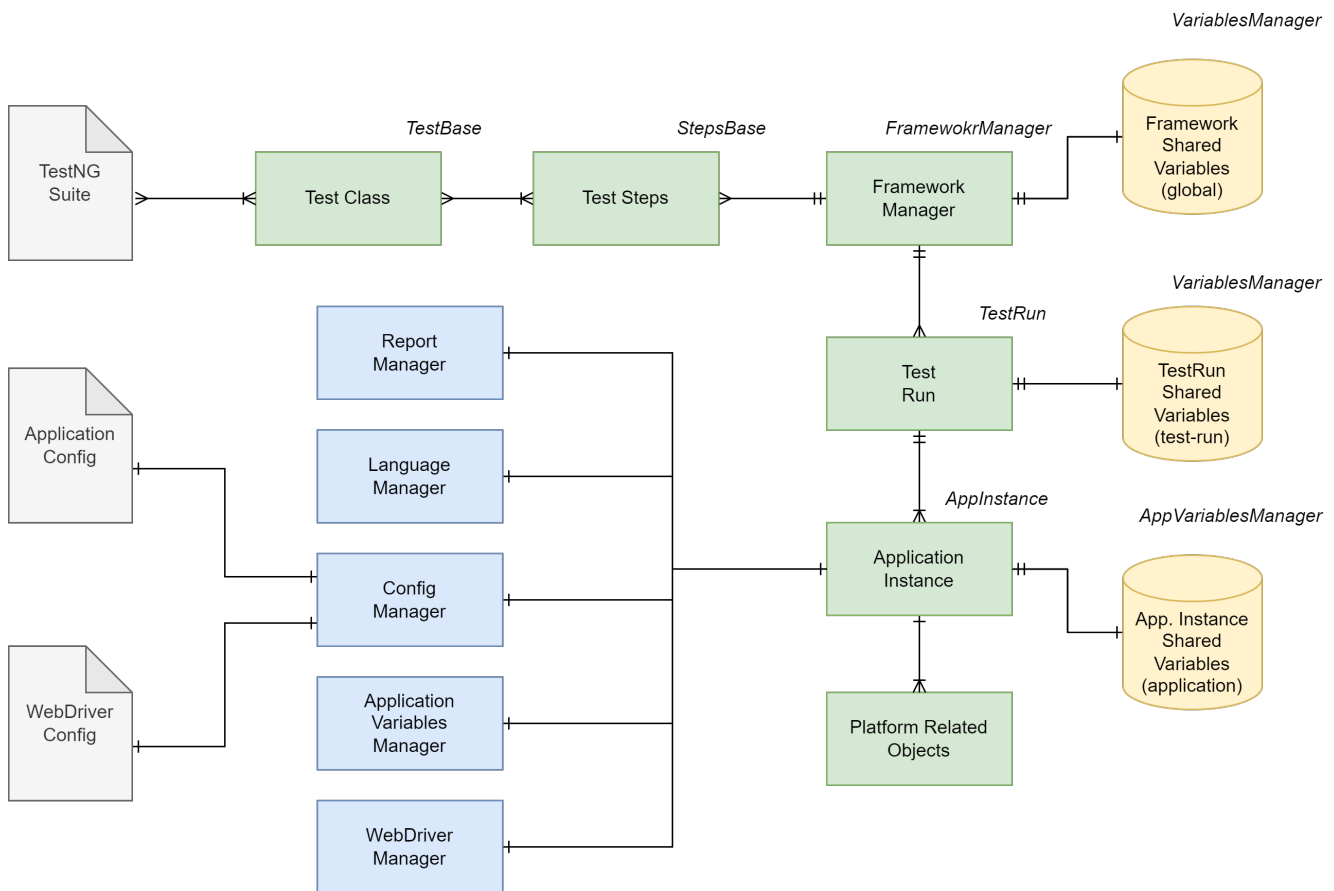 VariablesManager
TestBase
StepsBase
FramewokrManager
TestNG
Suite
Test Class
Test Steps
Framework
Manager
Framework
Shared
Variables
(global)
VariablesManager
TestRun
Report
Manager
Test
Run
TestRun
Shared
Variables
(test-run)
Application
Config
Language
Manager
AppInstance
AppVariablesManager
Config
Manager
Application
Instance
App. Instance
Shared
Variables
(application)
WebDriver
Config
Application
Variables
Manager
Platform Related
Objects
WebDriver
Manager